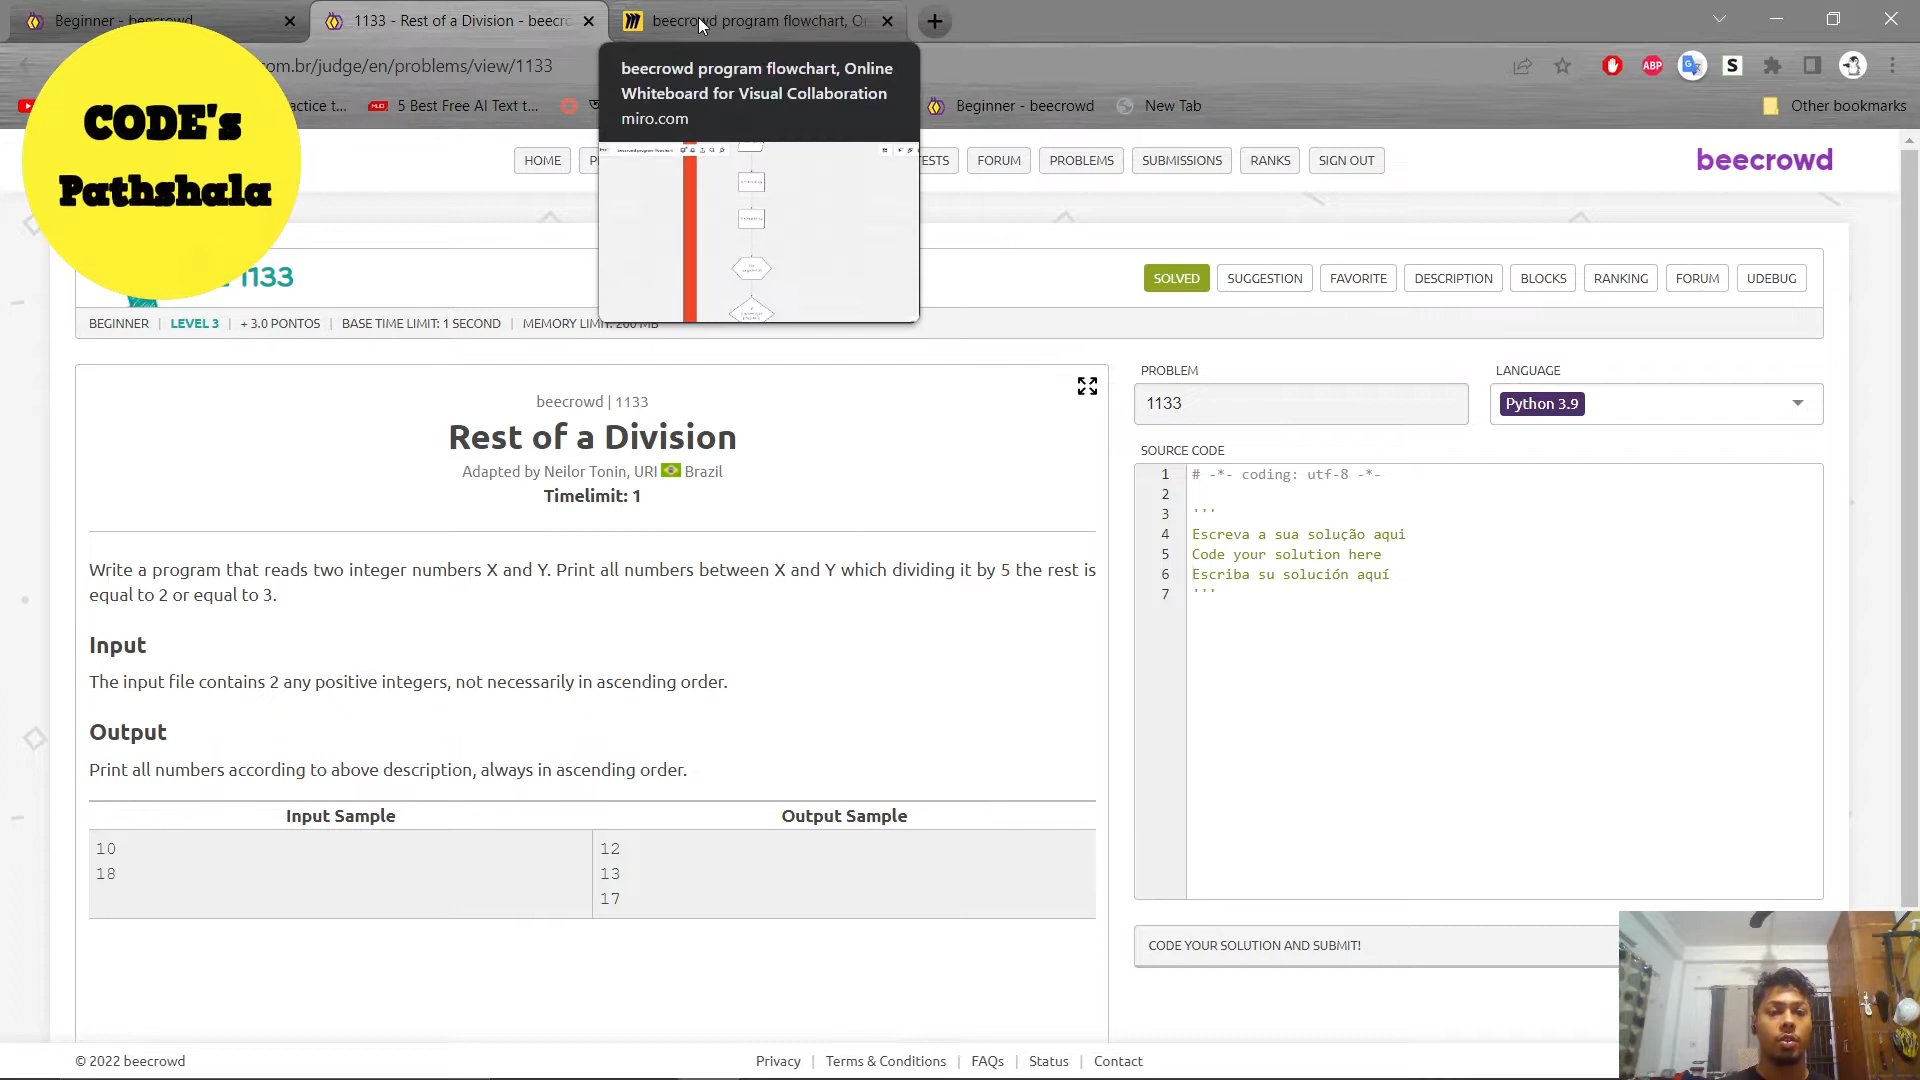 Beginner - beecrowd
1133 - Rest of a Division - beecro
beecrowd program flowchart, On
om.br/judge/en/problems/view/1133
beecrowd program flowchart, Online
Whiteboard for Visual Collaboration
miro.com
actice t...
5 Best Free AI Text t...
Beginner - beecrowd
New Tab
Other bookmarks
ABP
S
CODE's
Pathshala
HOME
ESTS
FORUM
PROBLEMS
SUBMISSIONS
RANKS
SIGN OUT
beecrowd
1133
SOLVED
SUGGESTION
FAVORITE
DESCRIPTION
BLOCKS
RANKING
FORUM
UDEBUG
BEGINNER | LEVEL 3 | + 3.0 PONTOS | BASE TIME LIMIT: 1 SECOND | MEMORY LIMIT: 200 MB
beecrowd | 1133
Rest of a Division
Adapted by Neilor Tonin, URI Brazil
Timelimit: 1
Write a program that reads two integer numbers X and Y. Print all numbers between X and Y which dividing it by 5 the rest is
equal to 2 or equal to 3.
Input
The input file contains 2 any positive integers, not necessarily in ascending order.
Output
Print all numbers according to above description, always in ascending order.
Input Sample
Output Sample
10
18
12
13
17
PROBLEM
LANGUAGE
1133
Python 3.9
SOURCE CODE
1 # -*- coding: utf-8 -*-
2
3 '''
4 Escreva a sua solução aqui
5 Code your solution here
6 Escriba su solución aquí
7 '''
CODE YOUR SOLUTION AND SUBMIT!
© 2022 beecrowd
Privacy | Terms & Conditions | FAQs | Status | Contact